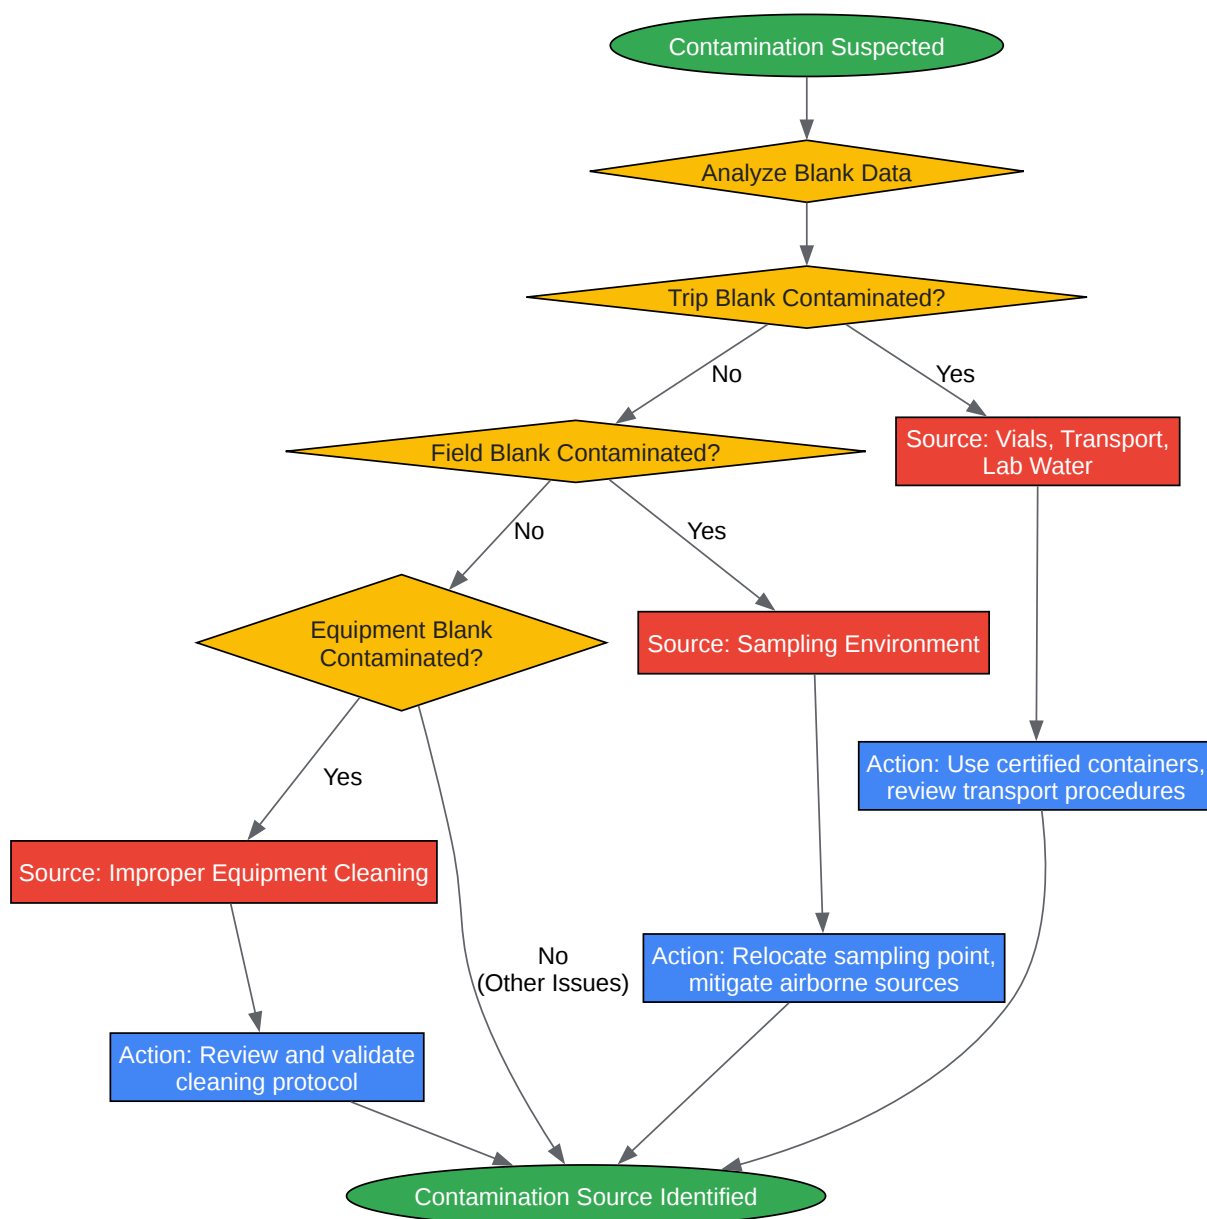 Contamination Suspected
Analyze Blank Data
Trip Blank Contaminated?
No
Yes
Field Blank Contaminated?
Source: Vials, Transport,
Lab Water
No
Yes
Equipment Blank
Contaminated?
Source: Sampling Environment
Yes
Action: Use certified containers,
review transport procedures
Source: Improper Equipment Cleaning
No
(Other Issues)
Action: Relocate sampling point,
mitigate airborne sources
Action: Review and validate
cleaning protocol
Contamination Source Identified